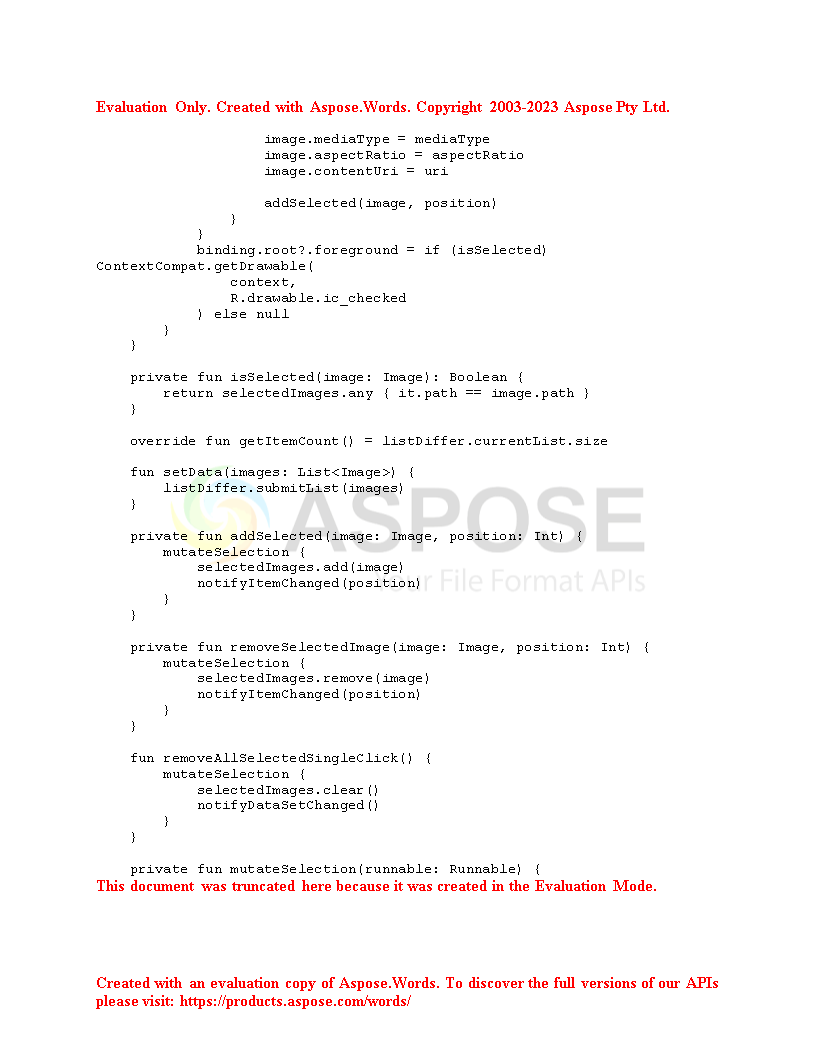 Evaluation Only. Created with Aspose.Words. Copyright 2003-2023 Aspose Pty Ltd.
image.mediaType = mediaType
image.aspectRatio = aspectRatio
image.contentUri = uri
addSelected(image, position)
}
}
binding.root?.foreground = if (isSelected)
ContextCompat.getDrawable(
context,
R.drawable.ic_checked
) else null
}
}
private fun isSelected(image: Image): Boolean {
return selectedImages.any { it.path == image.path }
}
override fun getItemCount() = listDiffer.currentList.size
fun setData(images: List<Image>) {
listDiffer.submitList(images)
}
ASPOSE
private fun addSelected(image: Image, position: Int) {
mutateSelection {
selectedImages.add(image)
notifyItemChanged(position)
Your File Format APIs
}
}
private fun removeSelectedImage(image: Image, position: Int) {
mutateSelection {
selectedImages.remove(image)
notifyItemChanged(position)
}
}
fun removeAllSelectedSingleClick() {
mutateSelection {
selectedImages.clear()
notifyDataSetChanged()
}
}
private fun mutateSelection(runnable: Runnable) {
This document was truncated here because it was created in the Evaluation Mode.
Created with an evaluation copy of Aspose.Words. To discover the full versions of our APIs
please visit: https://products.aspose.com/words/